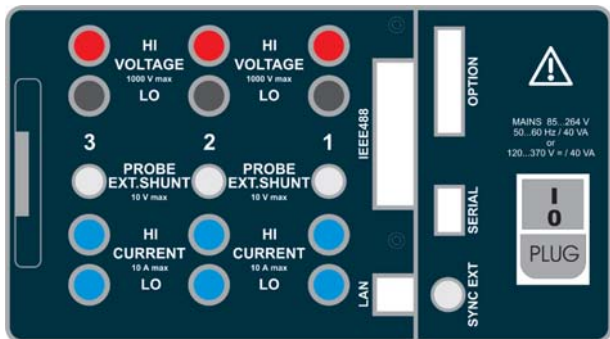 HI HI
VOLTAGE VOLTAGE
1000 V max 1000 V max
LO LO
3 2 1
PROBE PROBE
EXT.SHUNT EXT.SHUNT
10 V max 10 V max
HI HI
CURRENT CURRENT
10 A max 10 A max
LO LO
IEEE488
LAN
OPTION
SERIAL
SYNC EXT
MAINS 85...264 V
50...60 Hz / 40 VA
or
120...370 V = / 40 VA
I
0
PLUG